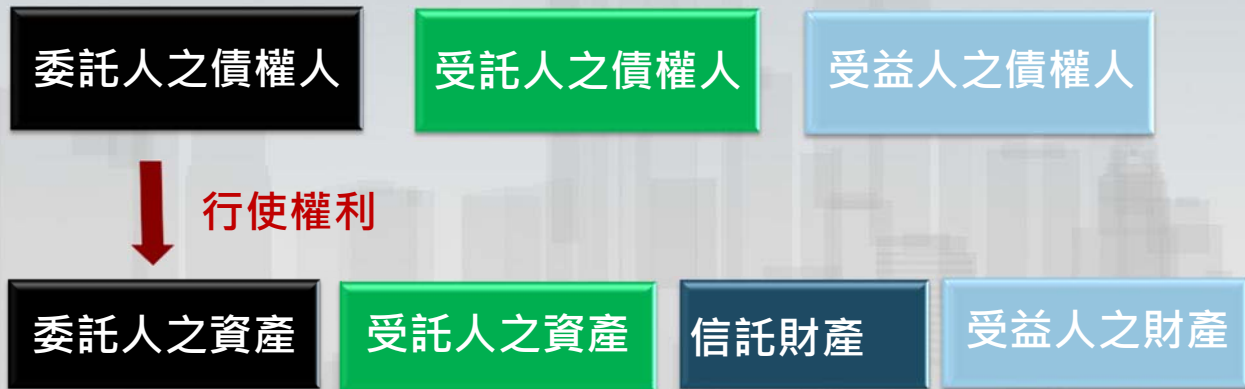 委託人之債權人
受託人之債權人
受益人之債權人
行使權利
委託人之資產
受託人之資產
信託財產
受益人之財產